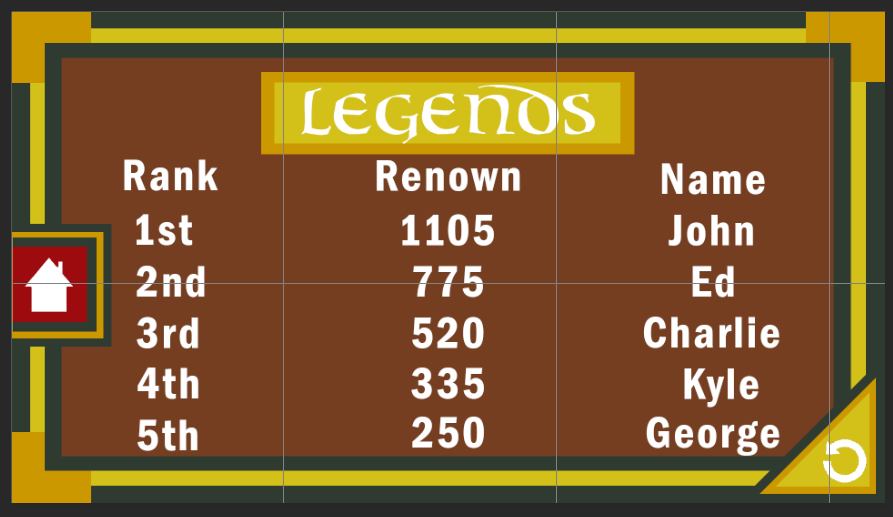 LEGENDS
Rank Renown Name
1st 1105 John
2nd 775 Ed
3rd 520 Charlie
4th 335 Kyle
5th 250 George